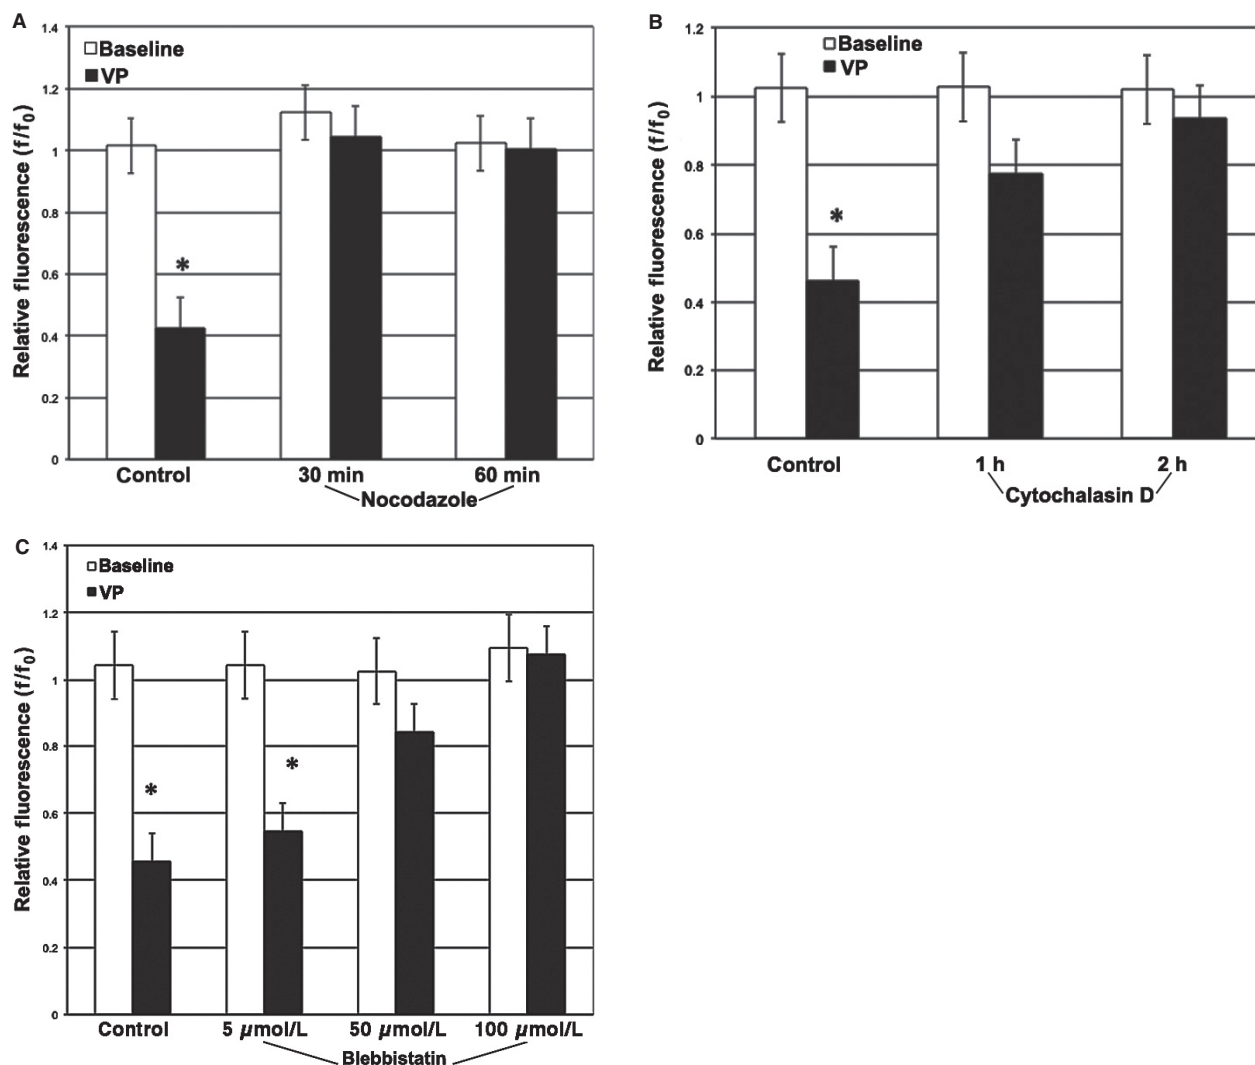 A
Relative fluorescence (f/f0)
1.4
1.2
1
0.8
0.6
0.4
0.2
0
Baseline
VP
*
Control
30 min
60 min
Nocodazole
B
Relative fluorescence (f/f0)
1.2
1
0.8
0.6
0.4
0.2
0
Baseline
VP
*
Control
1 h
2 h
Cytochalasin D
C
Relative fluorescence (f/f0)
1.4
1.2
1
0.8
0.6
0.4
0.2
0
Baseline
VP
*
*
Control
5 µmol/L
50 µmol/L
100 µmol/L
Blebbistatin